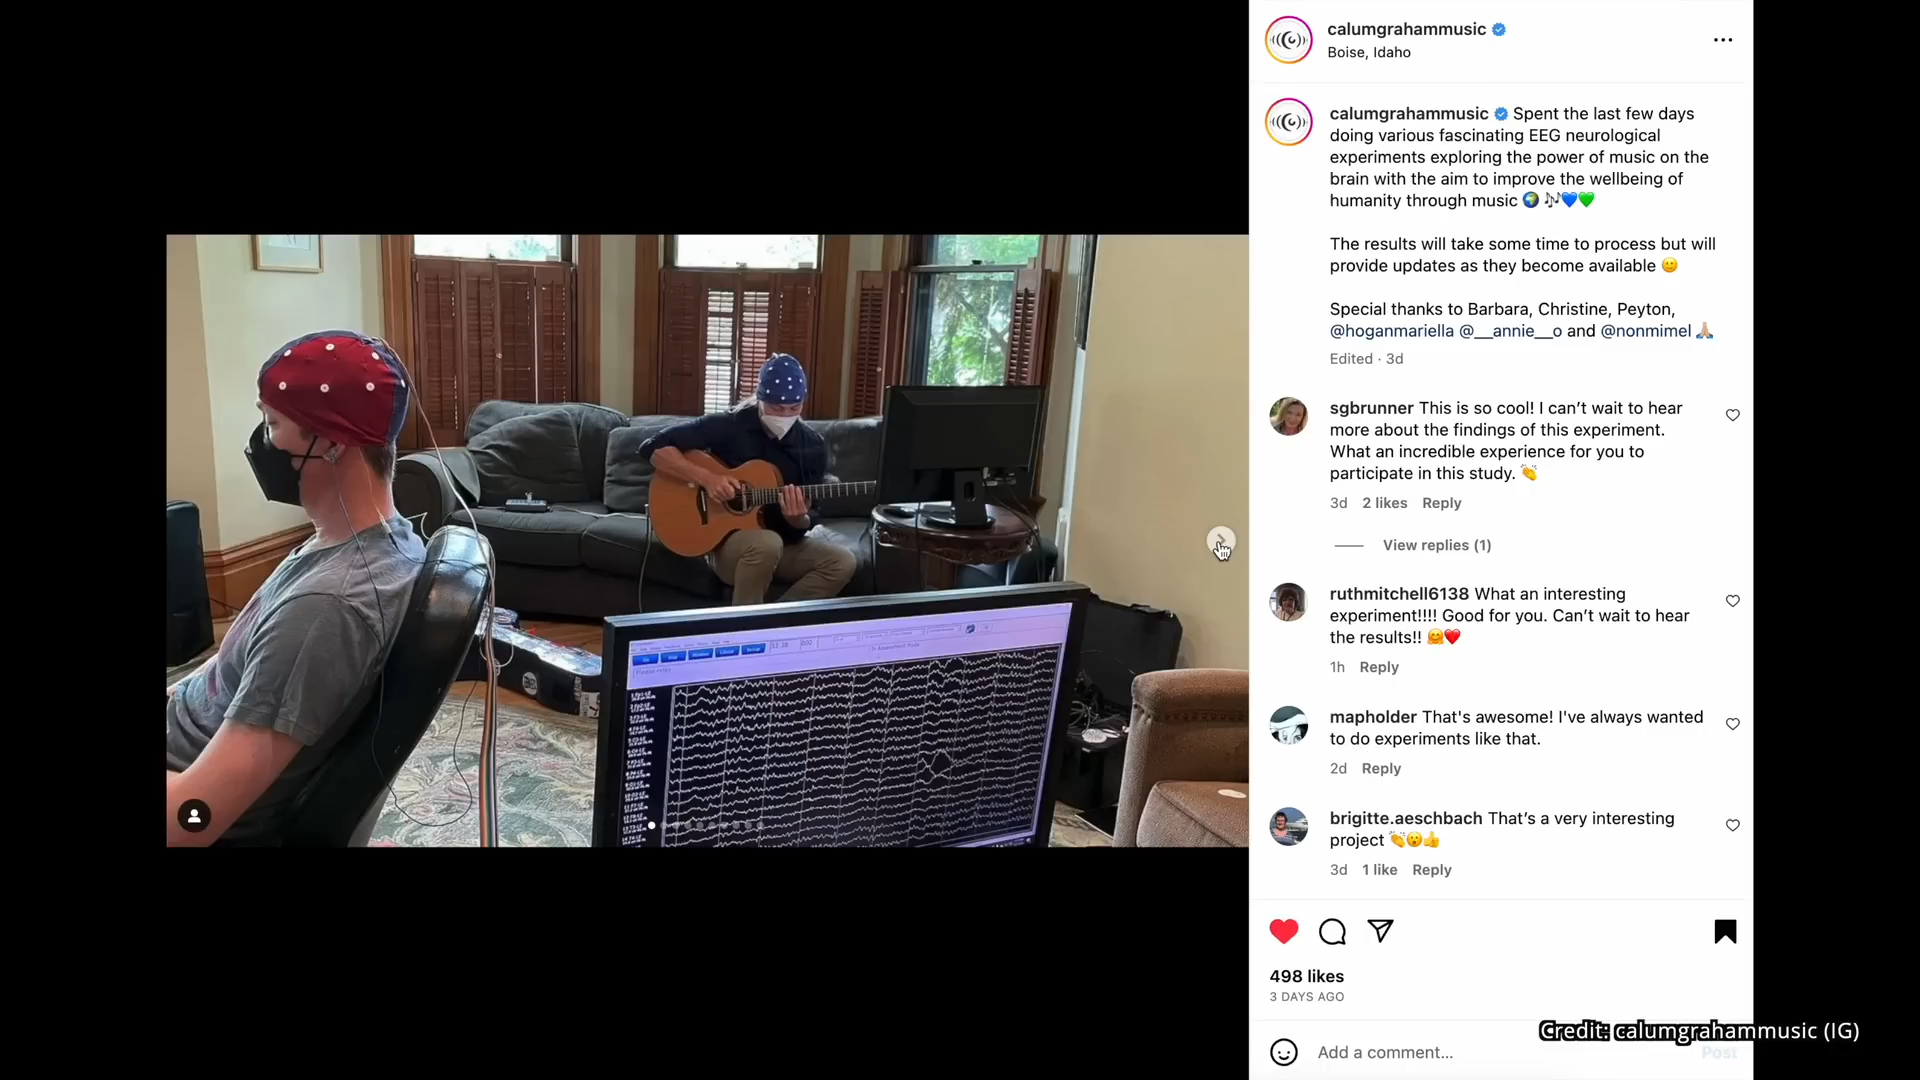 calumgrahammusic
Boise, Idaho
calumgrahammusic Spent the last few days
doing various fascinating EEG neurological
experiments exploring the power of music on the
brain with the aim to improve the wellbeing of
humanity through music 🌍 🎶💙💚
The results will take some time to process but will
provide updates as they become available 🙂
Special thanks to Barbara, Christine, Peyton,
@hoganmariella @__annie__o and @nonmimel 🙏🏼
Edited · 3d
sgbrunner This is so cool! I can’t wait to hear
more about the findings of this experiment.
What an incredible experience for you to
participate in this study. 👏
3d 2 likes Reply
View replies (1)
ruthmitchell6138 What an interesting
experiment!!!! Good for you. Can’t wait to hear
the results!! 🤗❤️
1h Reply
mapholder That's awesome! I've always wanted
to do experiments like that.
2d Reply
brigitte.aeschbach That’s a very interesting
project 👏😮👍
3d 1 like Reply
498 likes
3 DAYS AGO
Credit: calumgrahammusic (IG)
Add a comment...
Post